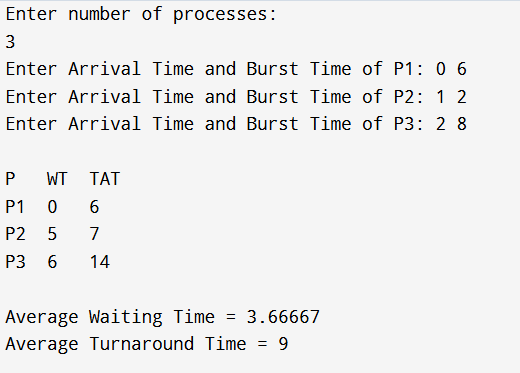 Enter number of processes:
3
Enter Arrival Time and Burst Time of P1: 0 6
Enter Arrival Time and Burst Time of P2: 1 2
Enter Arrival Time and Burst Time of P3: 2 8
P WT TAT
P1 0 6
P2 5 7
P3 6 14
Average Waiting Time = 3.66667
Average Turnaround Time = 9